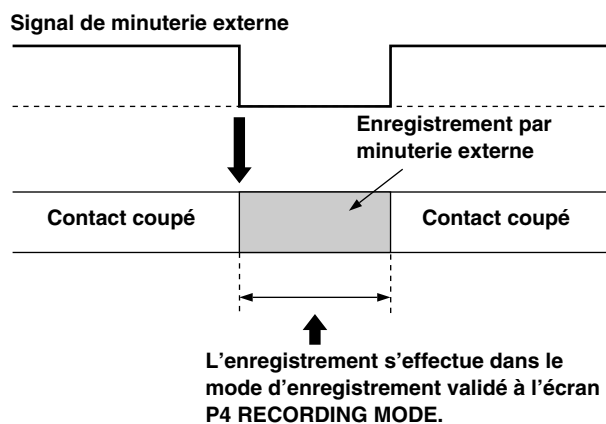 Signal de minuterie externe
Enregistrement par
minuterie externe
Contact coupé
Contact coupé
L’enregistrement s’effectue dans le
mode d’enregistrement validé à l’écran
P4 RECORDING MODE.